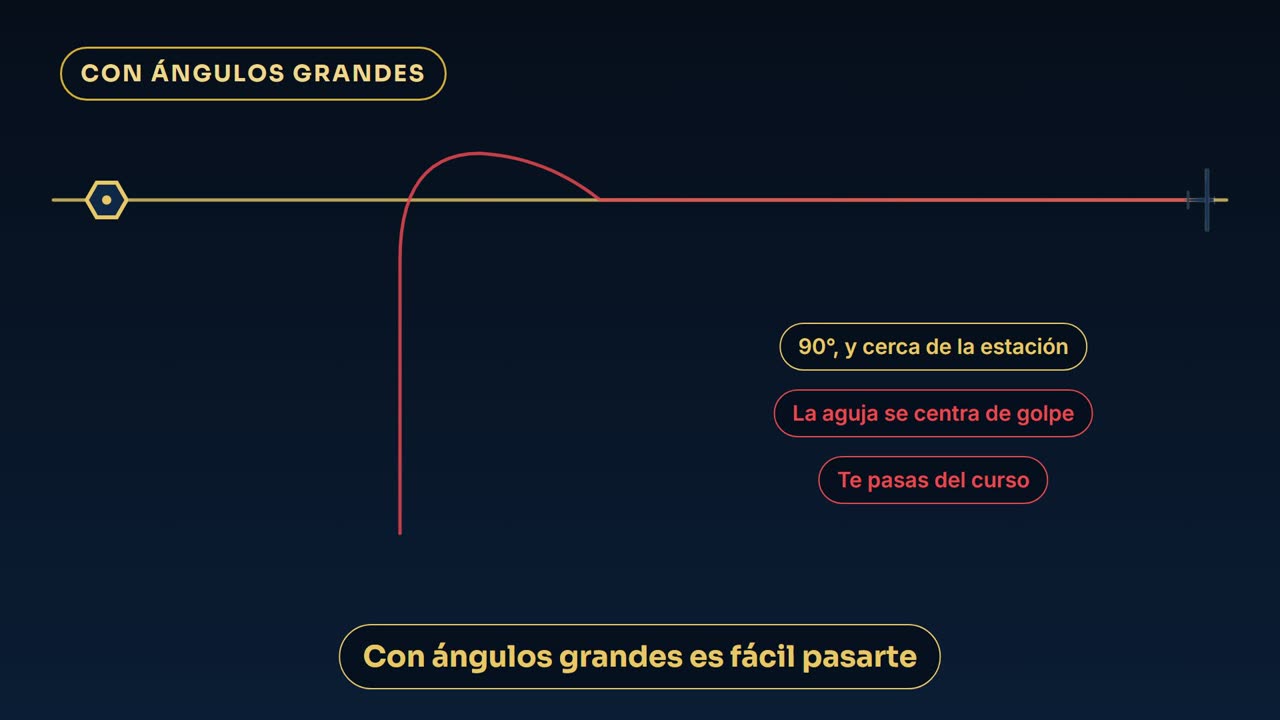 CON ÁNGULOS GRANDES
90°, y cerca de la estación
La aguja se centra de golpe
Te pasas del curso
Con ángulos grandes es fácil pasarte